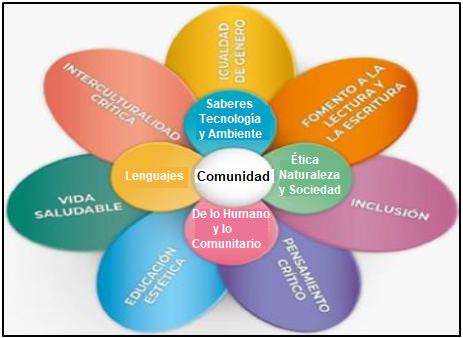 IGUALDAD
DE GENERO
FOMENTO A LA
LECTURA Y
LA ESCRITURA
INTERCULTURALIDAD
CRÍTICA
Saberes
Tecnología
y Ambiente
Lenguajes
Comunidad
Ética
Naturaleza
y Sociedad
VIDA
SALUDABLE
INCLUSIÓN
De lo Humano
y lo
Comunitario
EDUCACIÓN
ESTÉTICA
PENSAMIENTO
CRÍTICO